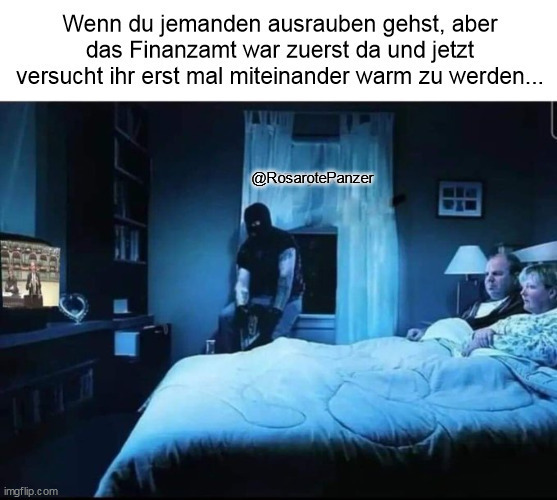 Wenn du jemanden ausrauben gehst, aber
das Finanzamt war zuerst da und jetzt
versucht ihr erst mal miteinander warm zu werden...
@RosarotePanzer
imgflip.com